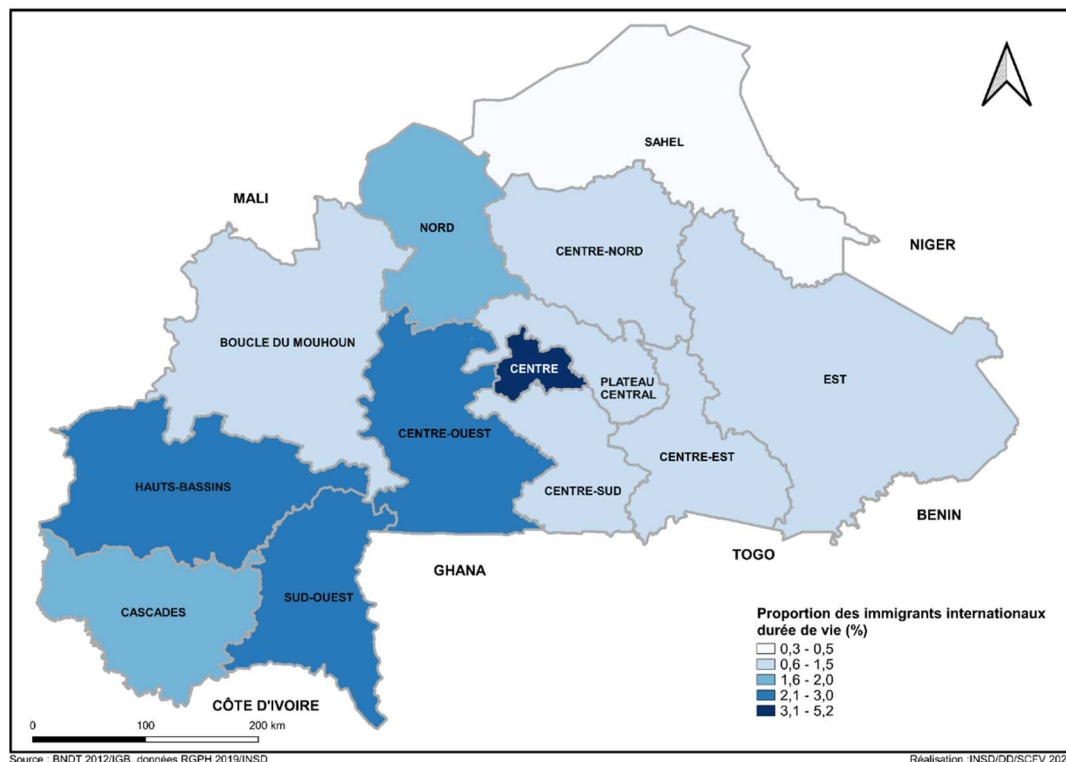 SAHEL
MALI
NORD
NIGER
CENTRE-NORD
BOUCLE DU MOUHOUN
CENTRE
EST
PLATEAU
CENTRAL
CENTRE-OUEST
CENTRE-EST
HAUTS-BASSINS
CENTRE-SUD
BENIN
TOGO
GHANA
SUD-OUEST
CASCADES
CÔTE D'IVOIRE
Proportion des immigrants internationaux
durée de vie (%)
0,3 - 0,5
0,6 - 1,5
1,6 - 2,0
2,1 - 3,0
3,1 - 5,2
0 100 200 km
Source : BNDT 2012/IGB, données RGPH 2019/INSD
Réalisation :INSD/DD/SCFV